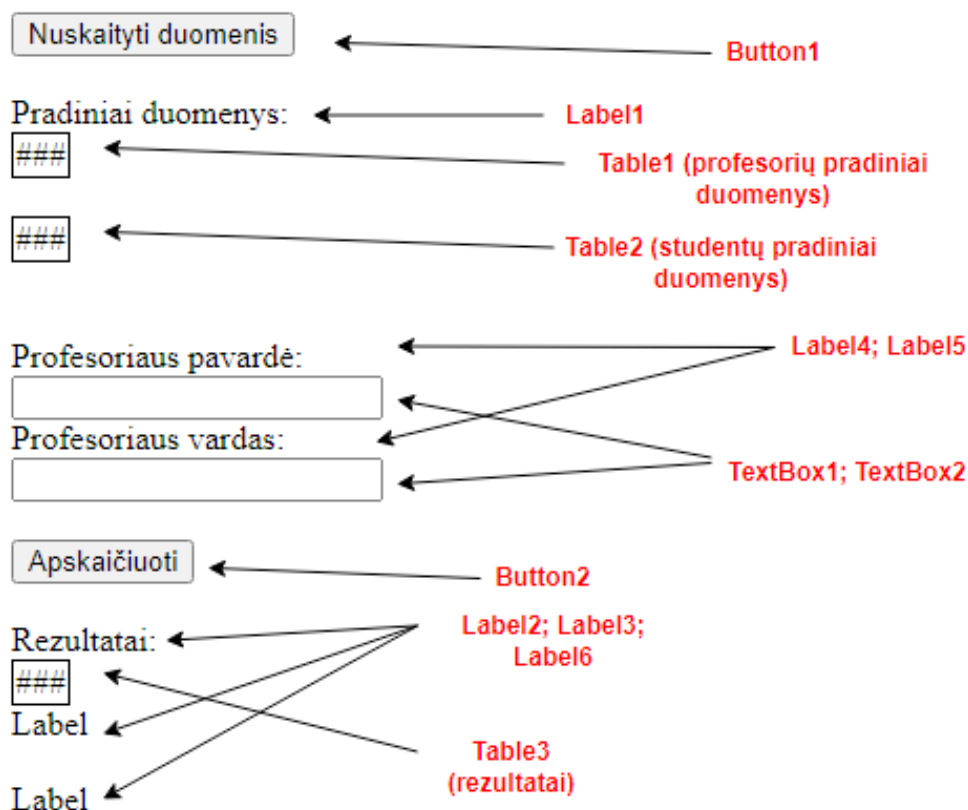 Nuskaityti duomenis
Button1
Pradiniai duomenys:
Label1
###
Table1 (profesorių pradiniai
duomenys)
###
Table2 (studentų pradiniai
duomenys)
Profesoriaus pavardė:
Label4; Label5
Profesoriaus vardas:
TextBox1; TextBox2
Apskaičiuoti
Button2
Rezultatai:
Label2; Label3;
Label6
###
Label
Table3
(rezultatai)
Label